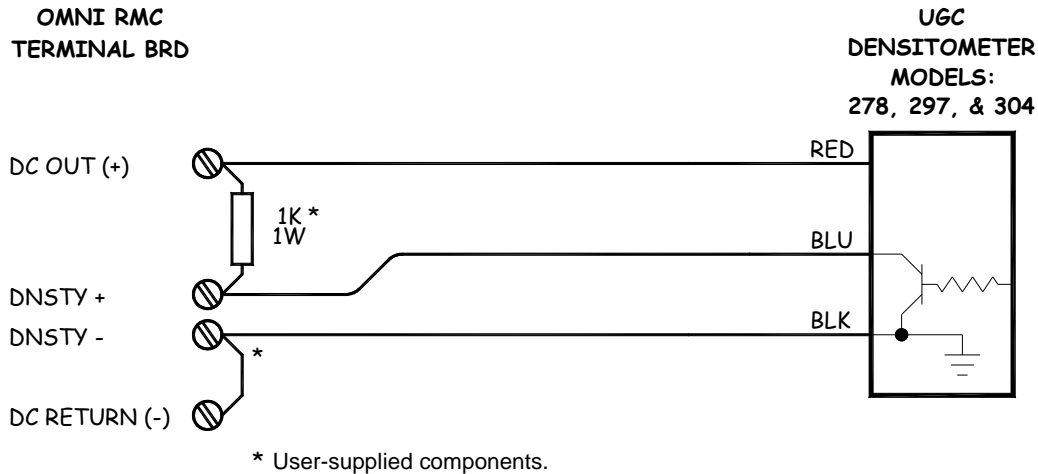 OMNI RMC
TERMINAL BRD
UGC
DENSITOMETER
MODELS:
278, 297, & 304
DC OUT (+)
RED
1K *
1W
BLU
DNSTY +
DNSTY -
BLK
*
DC RETURN (-)
* User-supplied components.